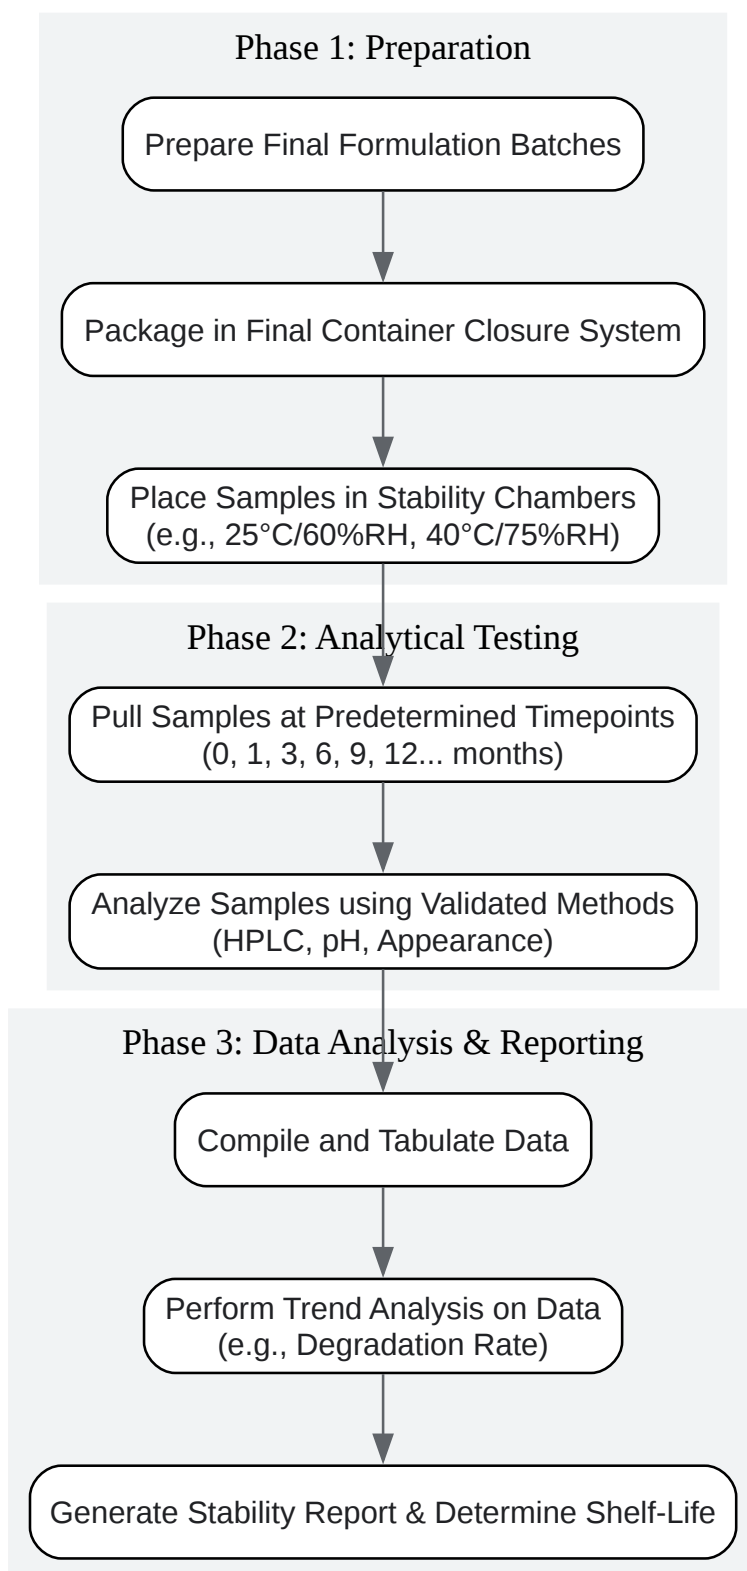 Phase 1: Preparation
Prepare Final Formulation Batches
Package in Final Container Closure System
Place Samples in Stability Chambers
(e.g., 25°C/60%RH, 40°C/75%RH)
Phase 2: Analytical Testing
Pull Samples at Predetermined Timepoints
(0, 1, 3, 6, 9, 12... months)
Analyze Samples using Validated Methods
(HPLC, pH, Appearance)
Phase 3: Data Analysis & Reporting
Compile and Tabulate Data
Perform Trend Analysis on Data
(e.g., Degradation Rate)
Generate Stability Report & Determine Shelf-Life